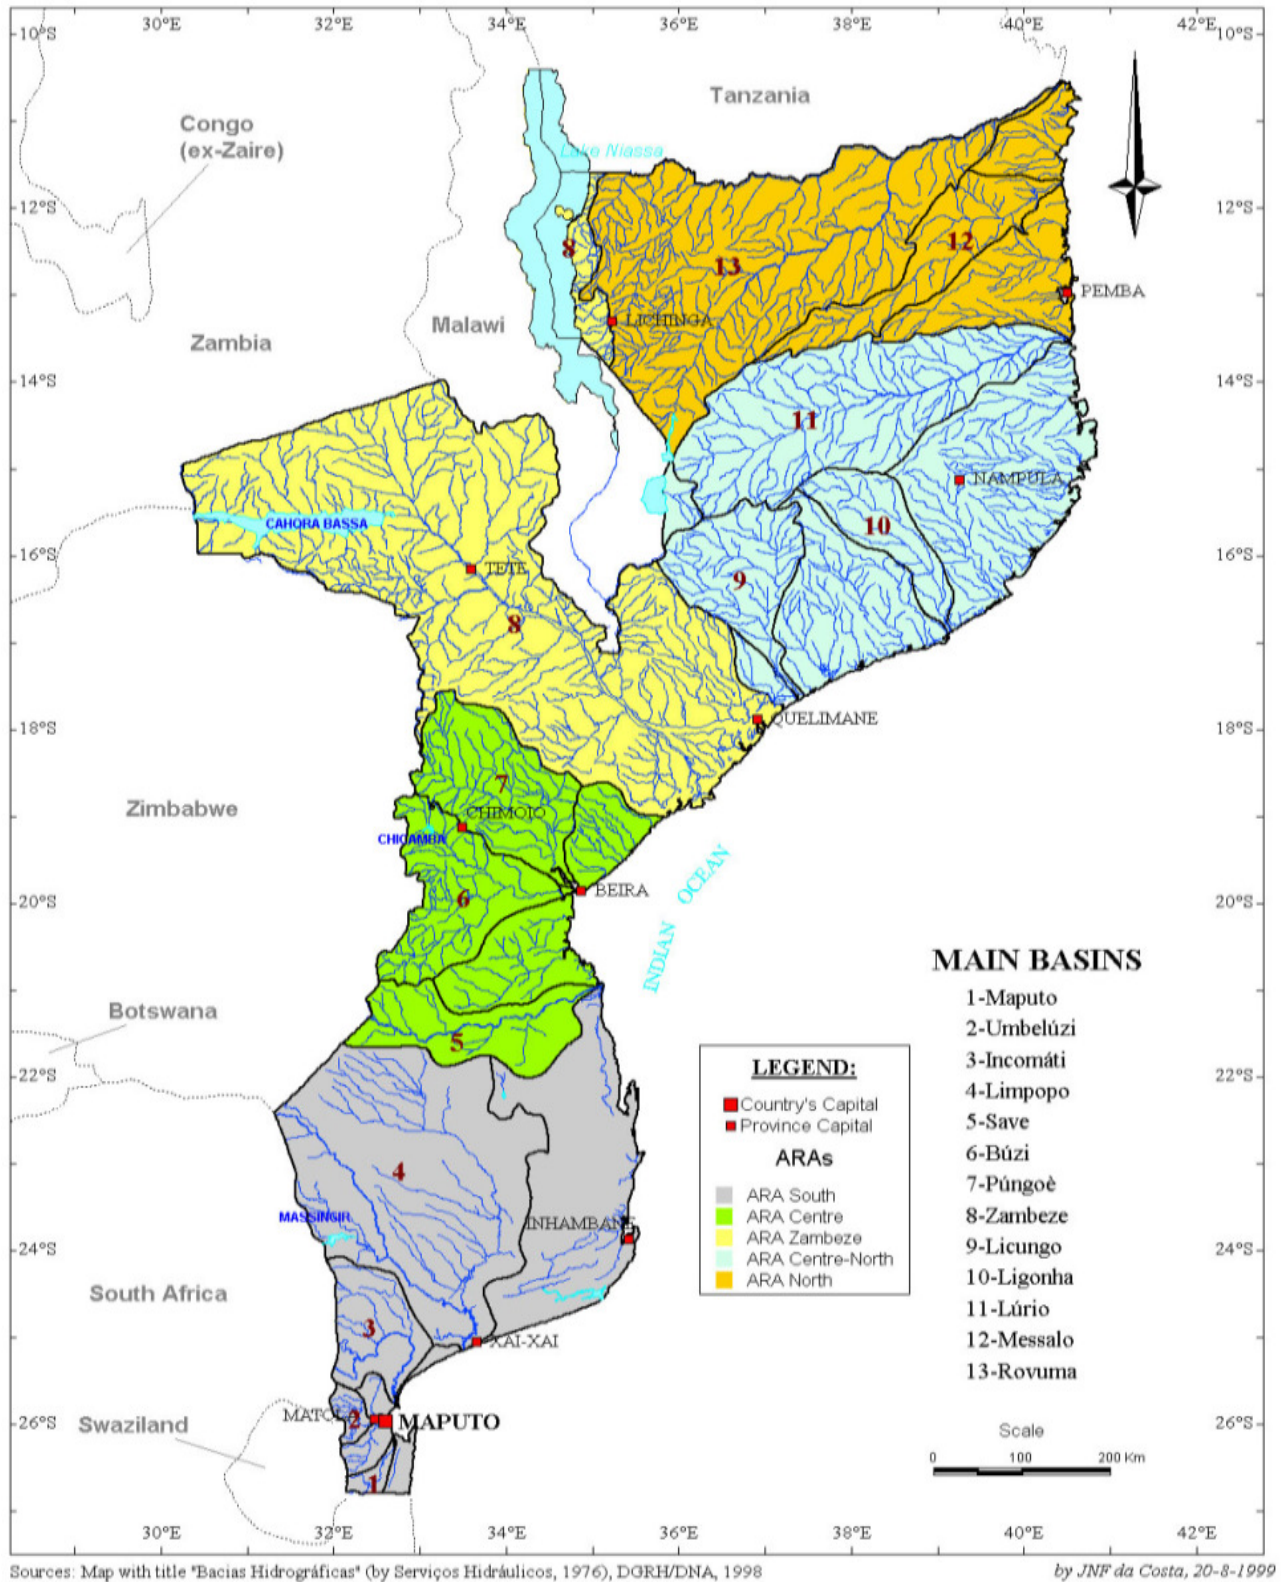 30°E 32°E 34°E 36°E 38°E 40°E 42°E
10°S 10°S
Tanzania
Congo
(ex-Zaire)
Lake Niassa
12°S 12°S
8
12
13
PEMBA
LICHINGA
Malawi
Zambia
14°S 14°S
11
NAMPULA
CAHORA BASSA
10
16°S 16°S
TETE
9
8
QUELIMANE
18°S 18°S
7
Zimbabwe
CHIMOIO
CHICAMBA
BEIRA
6
20°S 20°S
INDIAN OCEAN
MAIN BASINS
1-Maputo
2-Umbelúzi
3-Incomáti
4-Limpopo
5-Save
6-Búzi
7-Púngoè
8-Zambeze
9-Licungo
10-Ligonha
11-Lúrio
12-Messalo
13-Rovuma
Botswana
5
22°S 22°S
LEGEND:
Country's Capital
Province Capital
ARAs
ARA South
ARA Centre
ARA Zambeze
ARA Centre-North
ARA North
4
MASSINGIR
INHAMBANE
24°S 24°S
South Africa
3
XAI-XAI
Swaziland
MATOLA
2
MAPUTO
26°S 26°S
1
Scale
0 100 200 Km
30°E 32°E 34°E 36°E 38°E 40°E 42°E
Sources: Map with title "Bacias Hidrográficas" (by Serviços Hidráulicos, 1976), DGRH/DNA, 1998
by JNF da Costa, 20-8-1999